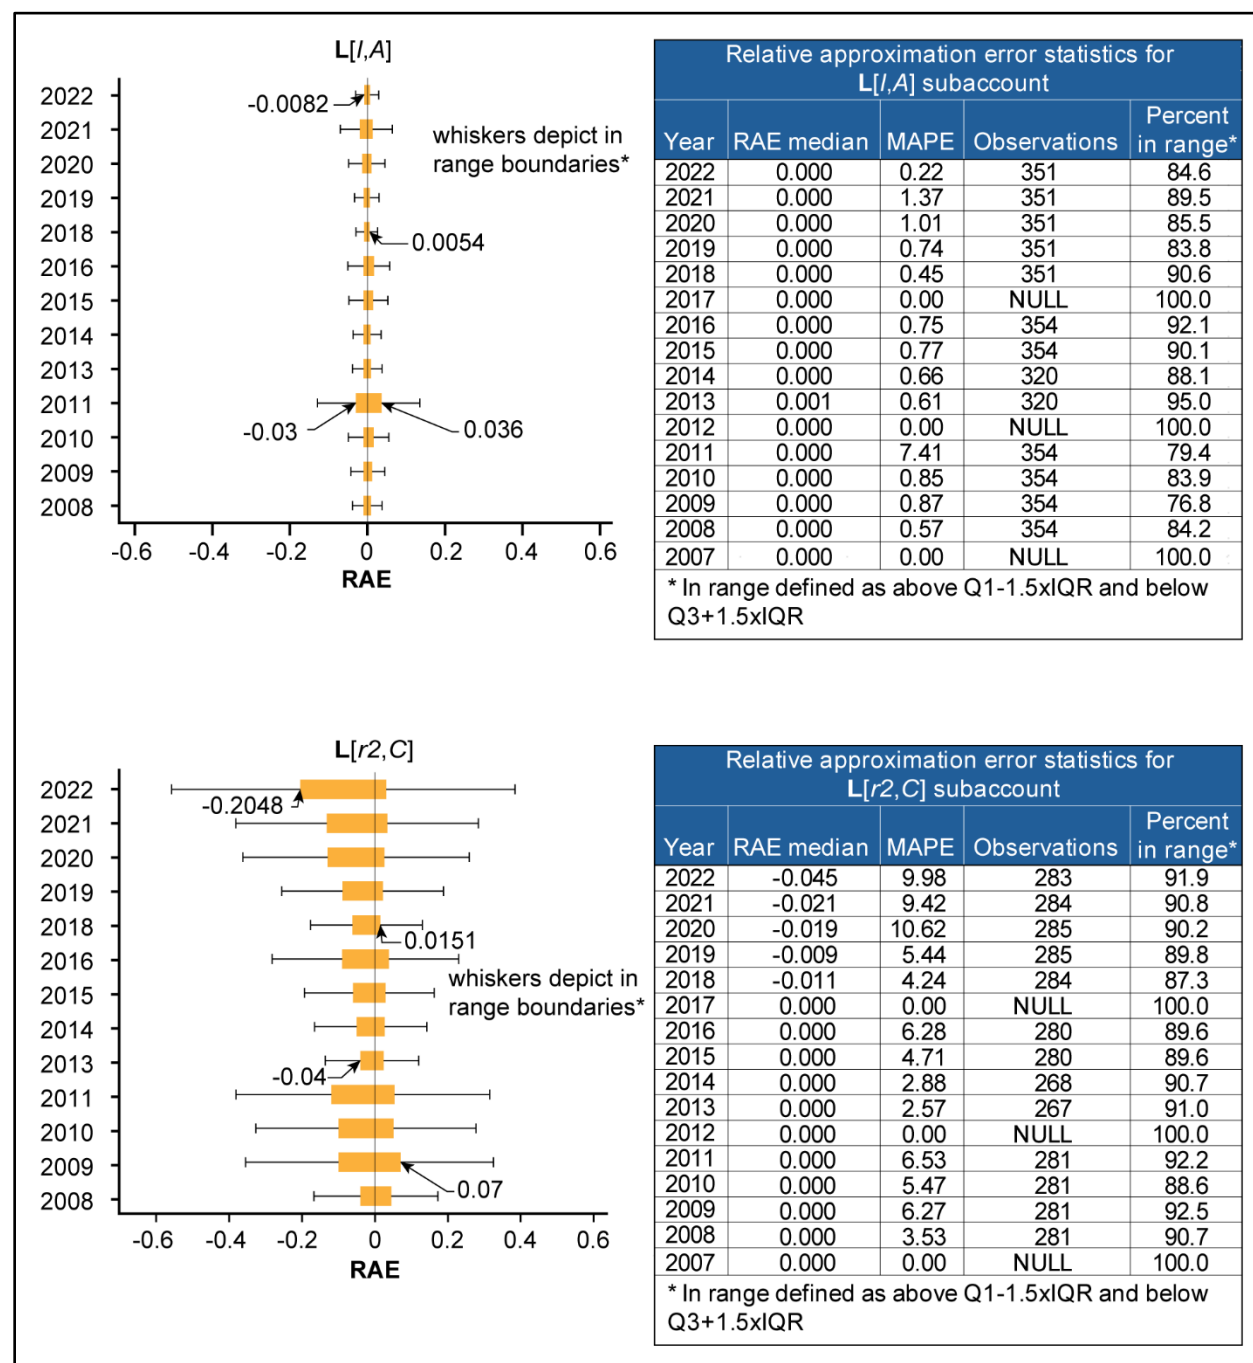 L[I,A]
2022
2021
2020
2019
2018
2016
2015
2014
2013
2011
2010
2009
2008
-0.0082
whiskers depict in
range boundaries*
0.0054
-0.03
0.036
-0.6 -0.4 -0.2 0 0.2 0.4 0.6
RAE
Relative approximation error statistics for
L[I,A] subaccount
Year RAE median MAPE Observations Percent in range*
2022 0.000 0.22 351 84.6
2021 0.000 1.37 351 89.5
2020 0.000 1.01 351 85.5
2019 0.000 0.74 351 83.8
2018 0.000 0.45 351 90.6
2017 0.000 0.00 NULL 100.0
2016 0.000 0.75 354 92.1
2015 0.000 0.77 354 90.1
2014 0.000 0.66 320 88.1
2013 0.001 0.61 320 95.0
2012 0.000 0.00 NULL 100.0
2011 0.000 7.41 354 79.4
2010 0.000 0.85 354 83.9
2009 0.000 0.87 354 76.8
2008 0.000 0.57 354 84.2
2007 0.000 0.00 NULL 100.0
* In range defined as above Q1-1.5xIQR and below
Q3+1.5xIQR
L[r2,C]
2022
2021
2020
2019
2018
2016
2015
2014
2013
2011
2010
2009
2008
-0.2048
0.0151
whiskers depict in
range boundaries*
-0.04
0.07
-0.6 -0.4 -0.2 0 0.2 0.4 0.6
RAE
Relative approximation error statistics for
L[r2,C] subaccount
Year RAE median MAPE Observations Percent in range*
2022 -0.045 9.98 283 91.9
2021 -0.021 9.42 284 90.8
2020 -0.019 10.62 285 90.2
2019 -0.009 5.44 285 89.8
2018 -0.011 4.24 284 87.3
2017 0.000 0.00 NULL 100.0
2016 0.000 6.28 280 89.6
2015 0.000 4.71 280 89.6
2014 0.000 2.88 268 90.7
2013 0.000 2.57 267 91.0
2012 0.000 0.00 NULL 100.0
2011 0.000 6.53 281 92.2
2010 0.000 5.47 281 88.6
2009 0.000 6.27 281 92.5
2008 0.000 3.53 281 90.7
2007 0.000 0.00 NULL 100.0
* In range defined as above Q1-1.5xIQR and below
Q3+1.5xIQR